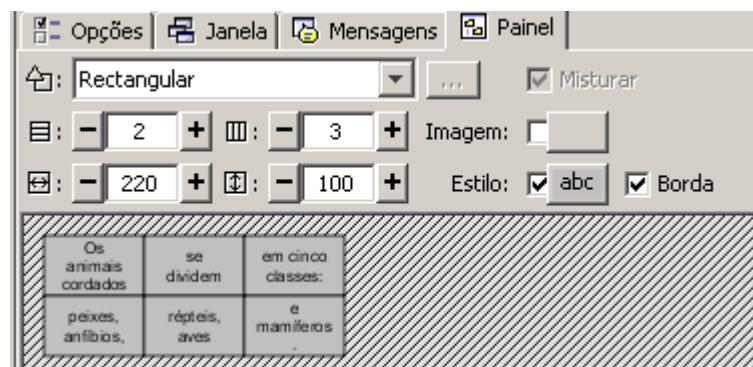 Opções Janela Mensagens Painel
Rectangular ... Misturar
: - 2 + : - 3 + Imagem:
: - 220 + : - 100 + Estilo: abc Borda
Os
animais
cordados
se
dividem
em cinco
classes:
peixes,
anfíbios,
répteis,
aves
e
mamíferos
.